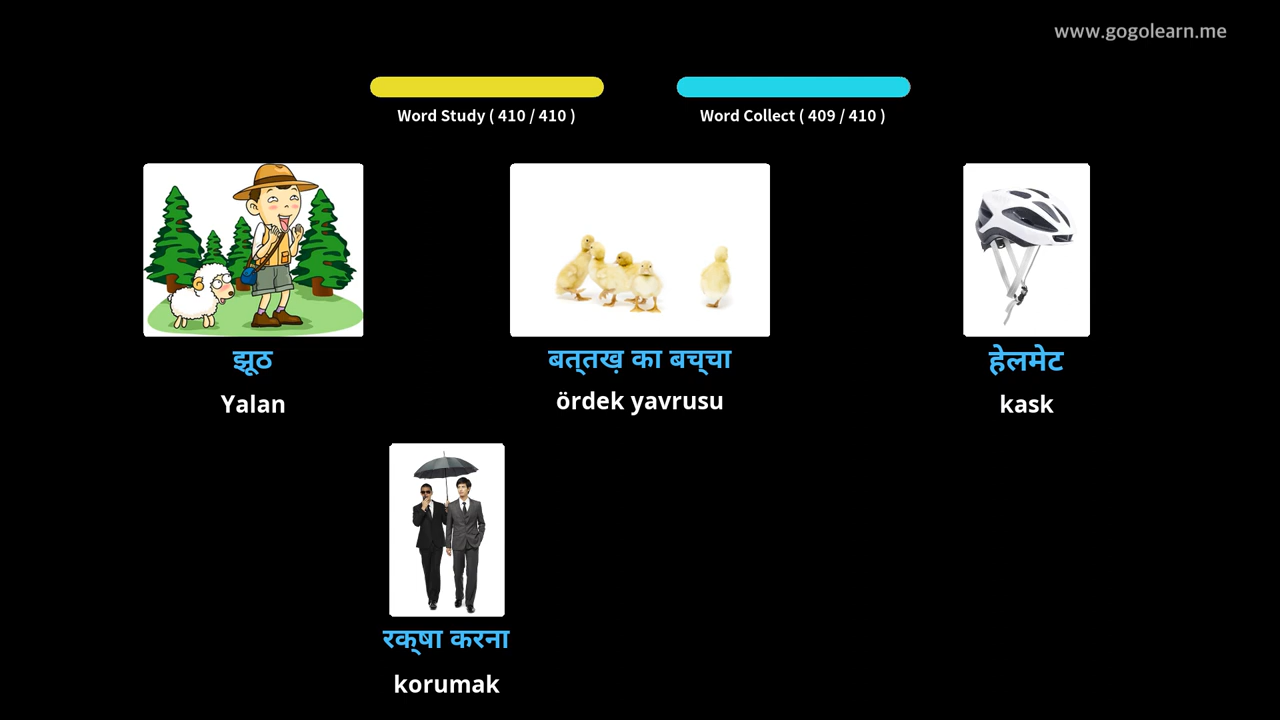 www.gogolearn.me
Word Study ( 410 / 410 )
Word Collect ( 409 / 410 )
झूठ
बत्‌तख़ का बच्‌चा
हेलमेट
Yalan
ördek yavrusu
kask
रक्‌षा करना
korumak